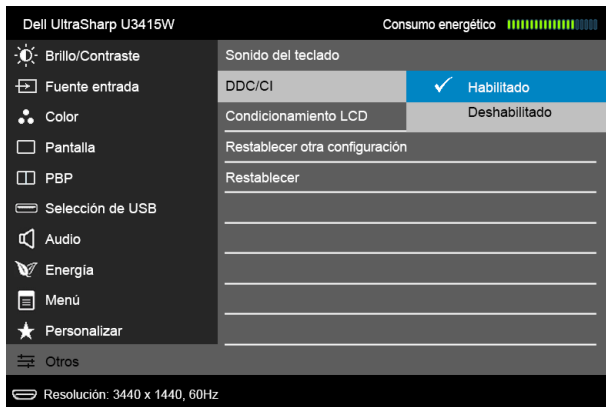 Dell UltraSharp U3415W
Consumo energético
Brillo/Contraste
Sonido del teclado
Fuente entrada
DDC/CI
Habilitado
Color
Condicionamiento LCD
Deshabilitado
Pantalla
Restablecer otra configuración
PBP
Restablecer
Selección de USB
Audio
Energía
Menú
Personalizar
Otros
Resolución: 3440 x 1440, 60Hz